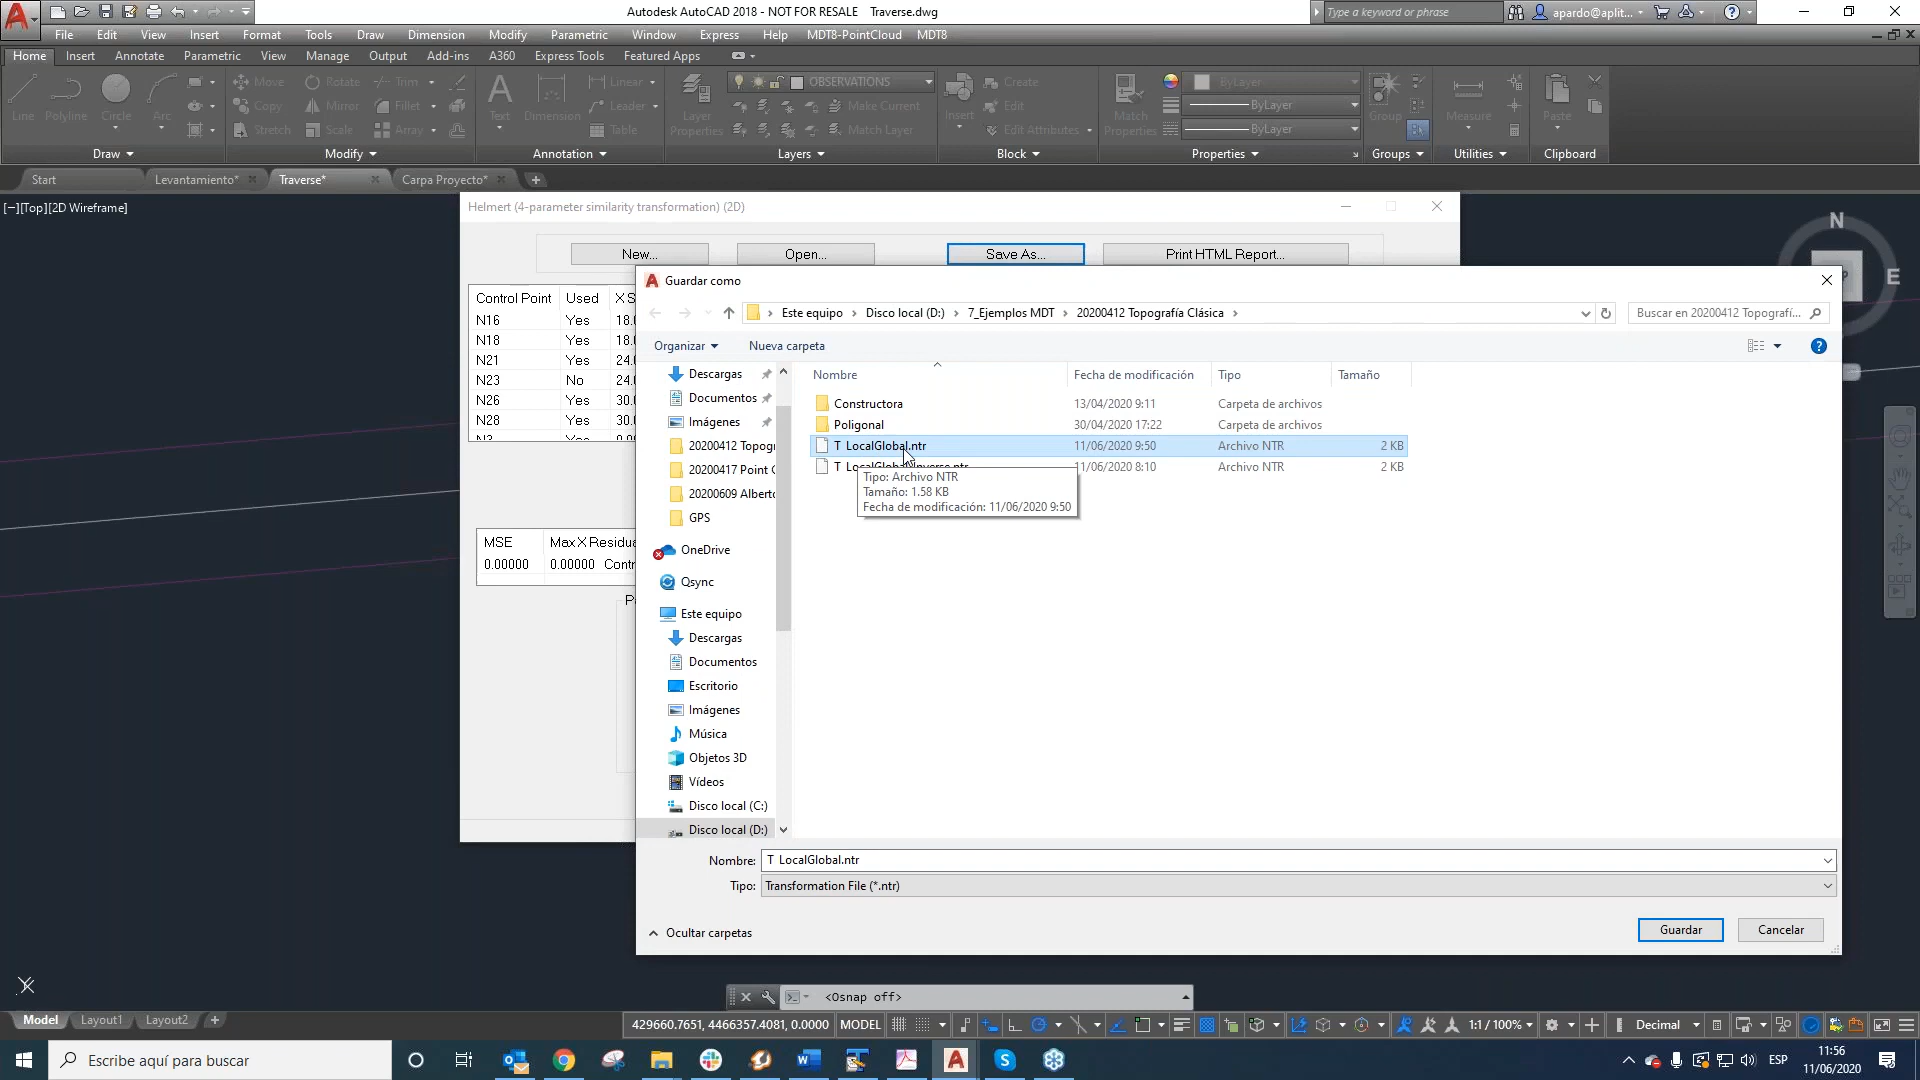 Autodesk AutoCAD 2018 - NOT FOR RESALE Traverse.dwg
Type a keyword or phrase
apardo@aplit...
File Edit View Insert Format Tools Draw Dimension Modify Parametric Window Express Help MDT8-PointCloud MDT8
Home Insert Annotate Parametric View Manage Output Add-ins A360 Express Tools Featured Apps
Line Polyline Circle Arc
Move Rotate Trim
Copy Mirror Fillet
Stretch Scale Array
Text Dimension
Linear
Leader
Table
Layer Properties
OBSERVATIONS
Make Current
Match Layer
Insert
Create
Edit
Edit Attributes
Match Properties
ByLayer
ByLayer
ByLayer
Group
Measure
Paste
Draw Modify Annotation Layers Block Properties Groups Utilities Clipboard
Start Levantamiento* Traverse* Carpa Proyecto*
[−][Top][2D Wireframe]
N
E
Helmert (4-parameter similarity transformation) (2D)
New... Open... Save As... Print HTML Report...
Control Point Used X S
N16 Yes 18.
N18 Yes 18.
N21 Yes 24.
N23 No 24.
N26 Yes 30.
N28 Yes 30.
MSE Max X Residua
0.00000 0.00000 Contr
Guardar como
Este equipo Disco local (D:) 7_Ejemplos MDT 20200412 Topografía Clásica
Buscar en 20200412 Topografí...
Organizar Nueva carpeta
Descargas
Documentos
Imágenes
20200412 Topogr
20200417 Point C
20200609 Alberto
GPS
OneDrive
Qsync
Este equipo
Descargas
Documentos
Escritorio
Imágenes
Música
Objetos 3D
Vídeos
Disco local (C:)
Disco local (D:)
Nombre Fecha de modificación Tipo Tamaño
Constructora 13/04/2020 9:11 Carpeta de archivos
Poligonal 30/04/2020 17:22 Carpeta de archivos
T LocalGlobal.ntr 11/06/2020 9:50 Archivo NTR 2 KB
T LocalGlobalInverse.ntr 11/06/2020 8:10 Archivo NTR 2 KB
Tipo: Archivo NTR
Tamaño: 1.58 KB
Fecha de modificación: 11/06/2020 9:50
Nombre: T LocalGlobal.ntr
Tipo: Transformation File (*.ntr)
Ocultar carpetas
Guardar Cancelar
<Osnap off>
Model Layout1 Layout2
429660.7651, 4466357.4081, 0.0000 MODEL
1:1 / 100%
Decimal
Escribe aquí para buscar
ESP
11:56
11/06/2020